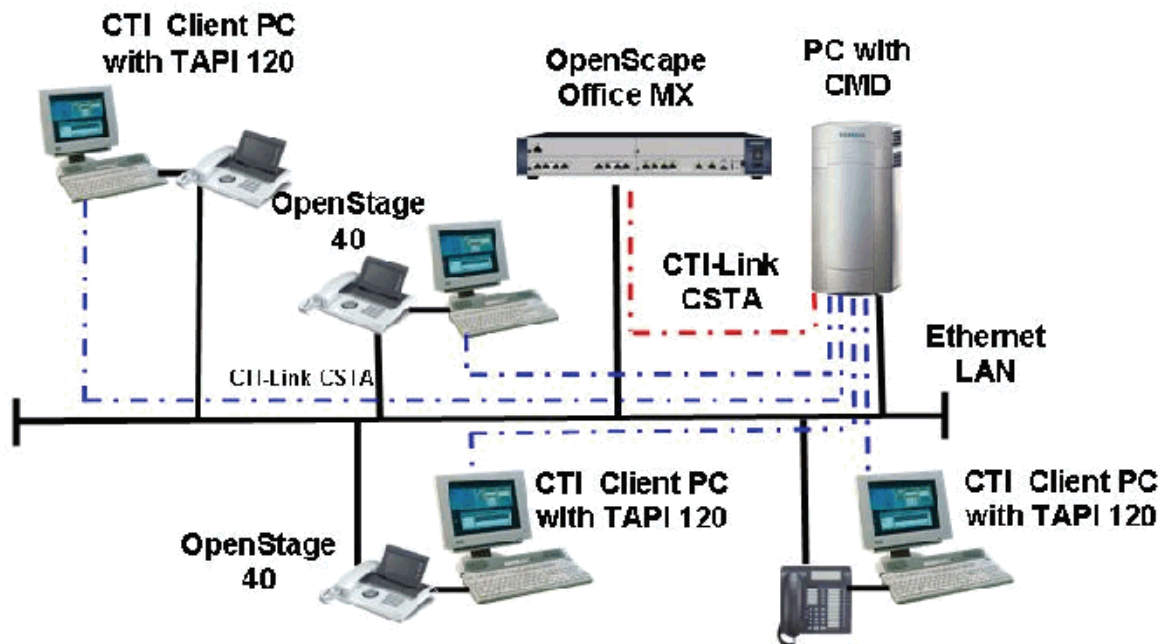 CTI Client PC
with TAPI 120
OpenScape
Office MX
PC with
CMD
OpenStage
40
CTI-Link
CSTA
Ethernet
LAN
CTI-Link CSTA
CTI Client PC
with TAPI 120
CTI Client PC
with TAPI 120
OpenStage
40